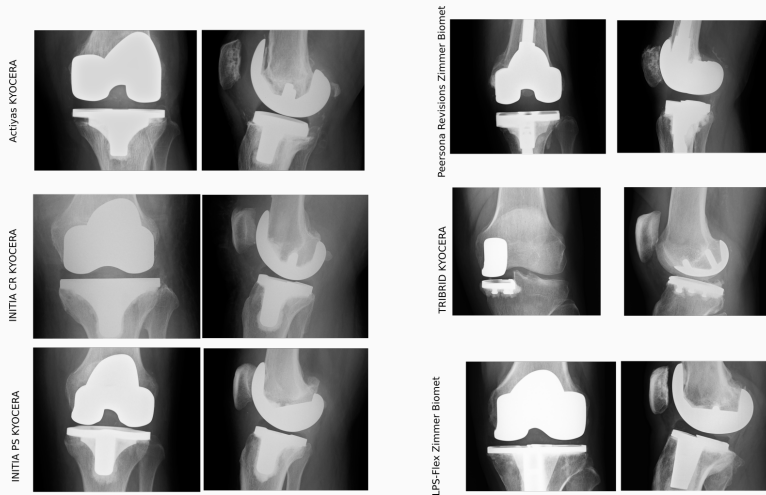 Actiyas KYOCERA
INITIA CR KYOCERA
INITIA PS KYOCERA
Peersona Revisions Zimmer Biomet
TRIBRID KYOCERA
LPS-Flex Zimmer Biomet